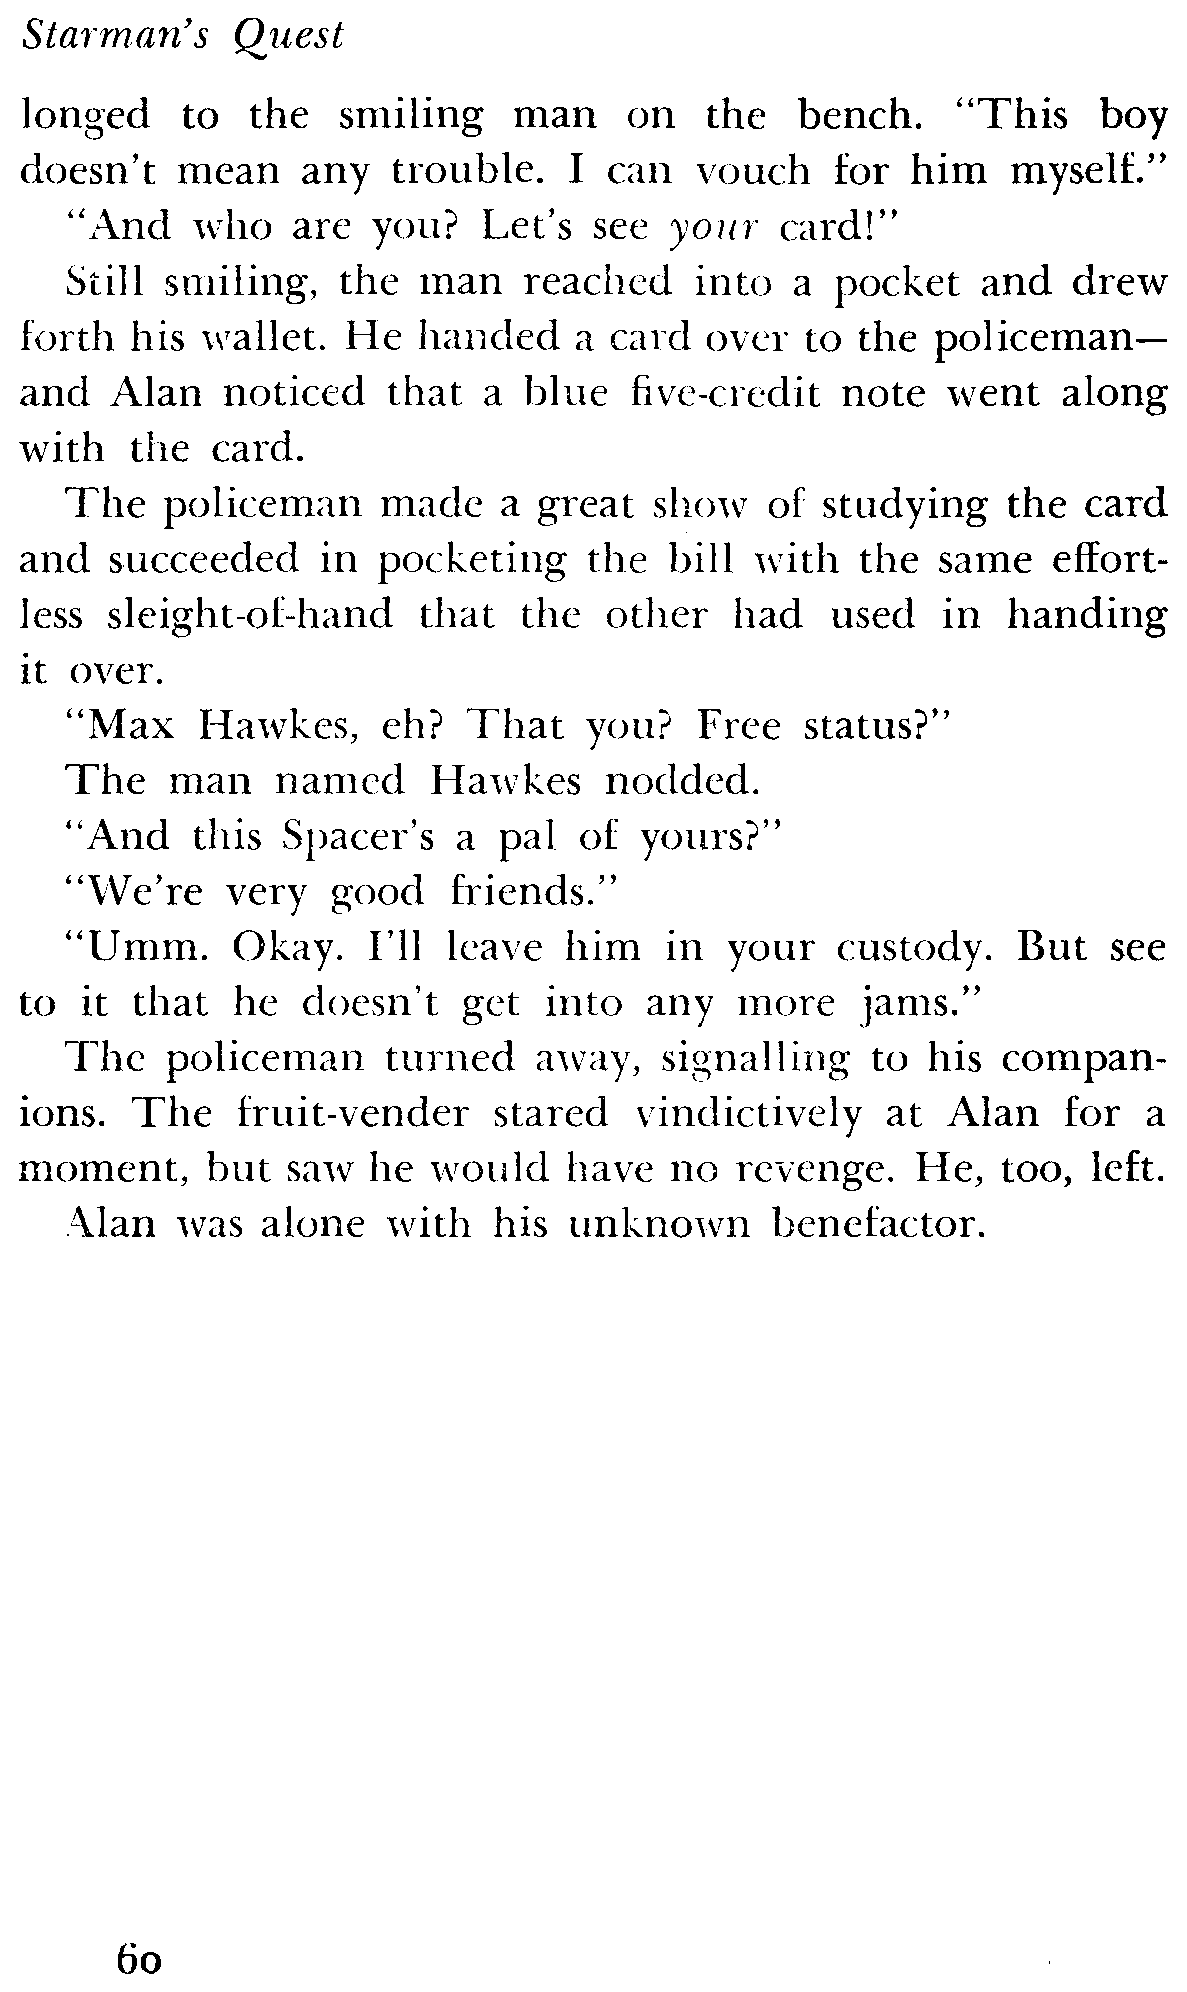 Starman's Quest
longed to the smiling man on the bench. “This boy
doesn't mean any trouble. I can vouch for him myself.”
“And who are you? Let's see your card!”
Still smiling, the man reached into a pocket and drew
forth his wallet. He handed a card over to the policeman—
and Alan noticed that a blue five-credit note went along
with the card.
The policeman made a great show of studying the card
and succeeded in pocketing the bill with the same effort-
less sleight-of-hand that the other had used in handing
it over.
“Max Hawkes, eh? That you? Free status?”
The man named Hawkes nodded.
“And this Spacer's a pal of yours?”
“We're very good friends.”
“Umm. Okay. I'll leave him in your custody. But see
to it that he doesn't get into any more jams.”
The policeman turned away, signalling to his compan-
ions. The fruit-vender stared vindictively at Alan for a
moment, but saw he would have no revenge. He, too, left.
Alan was alone with his unknown benefactor.
60